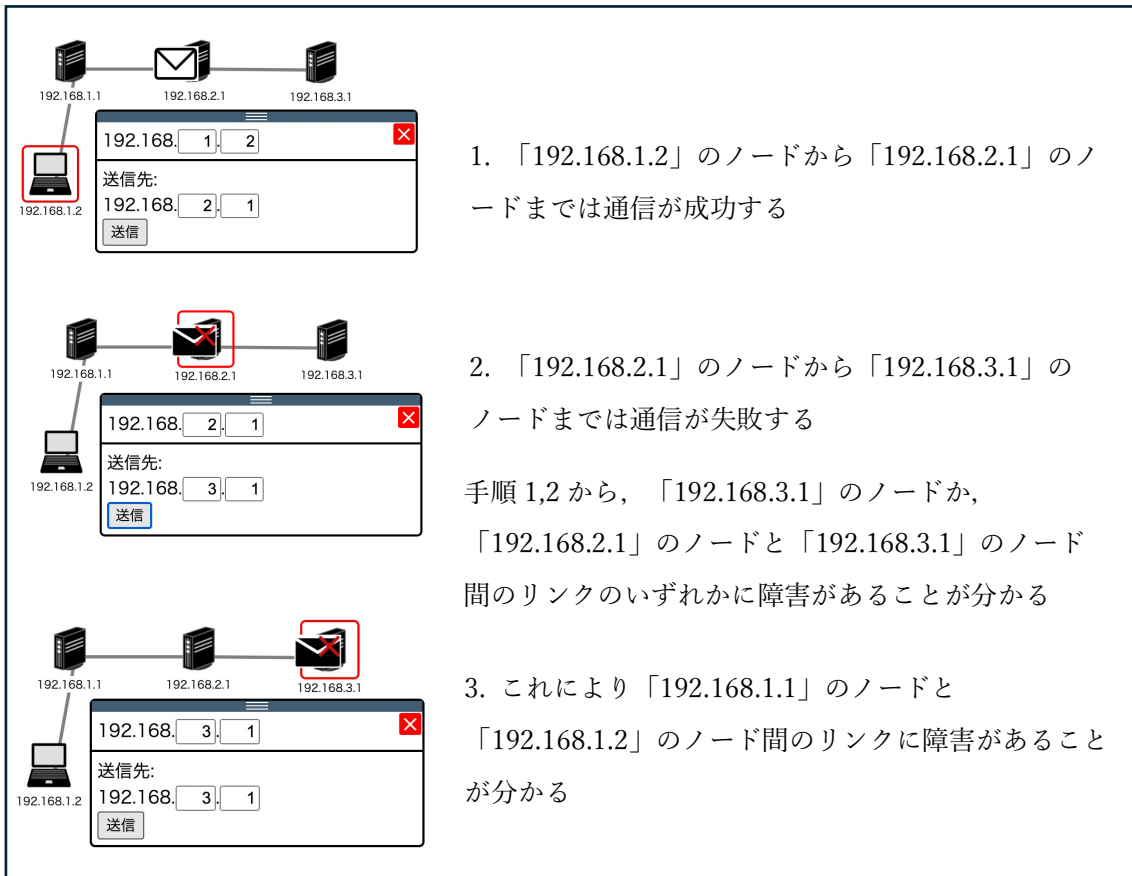 192.168.1.1
192.168.2.1
192.168.3.1
192.168.1.2
192.168. 1. 2
送信先:
192.168. 2. 1
送信
1. 「192.168.1.2」のノードから「192.168.2.1」のノ
ードまでは通信が成功する
192.168.1.1
192.168.2.1
192.168.3.1
192.168.1.2
192.168. 2. 1
送信先:
192.168. 3. 1
送信
2. 「192.168.2.1」のノードから「192.168.3.1」の
ノードまでは通信が失敗する
手順 1,2 から，「192.168.3.1」のノードか，
「192.168.2.1」のノードと「192.168.3.1」のノード
間のリンクのいずれかに障害があることが分かる
192.168.1.1
192.168.2.1
192.168.3.1
192.168.1.2
192.168. 3. 1
送信先:
192.168. 3. 1
送信
3. これにより「192.168.1.1」のノードと
「192.168.1.2」のノード間のリンクに障害があること
が分かる